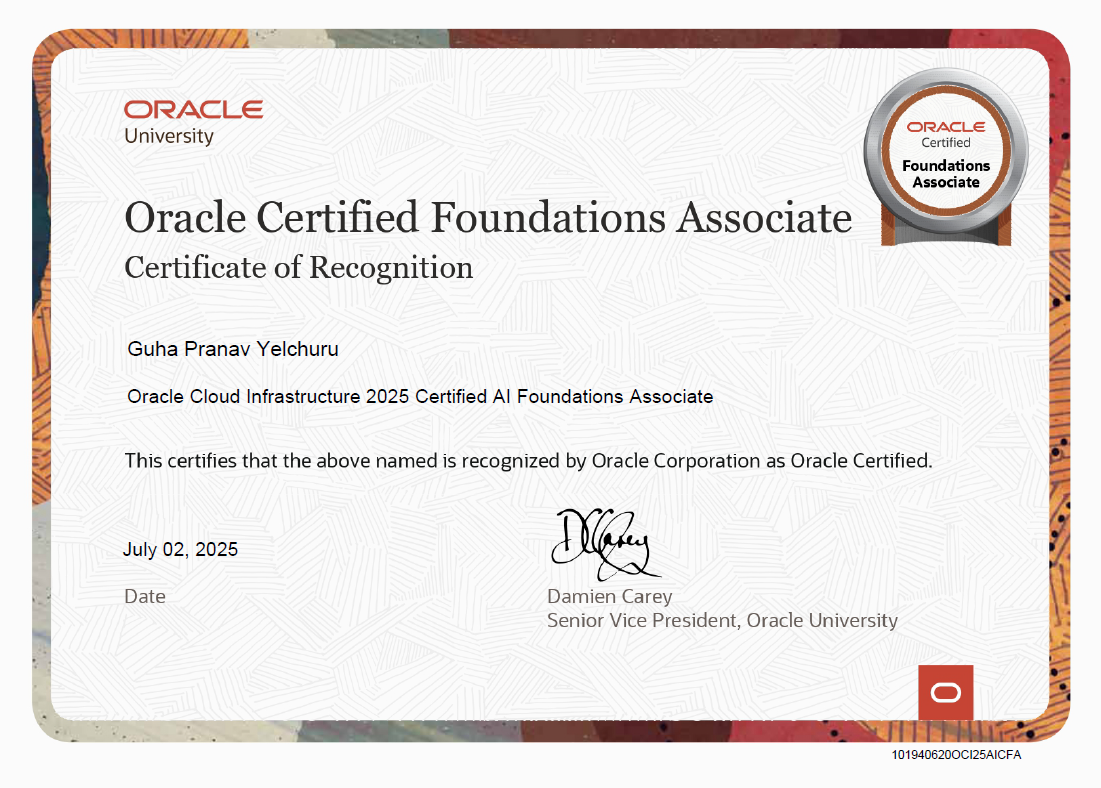 ORACLE
University
ORACLE
Certified
Foundations
Associate
Oracle Certified Foundations Associate
Certificate of Recognition
Guha Pranav Yelchuru
Oracle Cloud Infrastructure 2025 Certified AI Foundations Associate
This certifies that the above named is recognized by Oracle Corporation as Oracle Certified.
July 02, 2025
Date
DCarey
Damien Carey
Senior Vice President, Oracle University
101940620OCI25AICFA